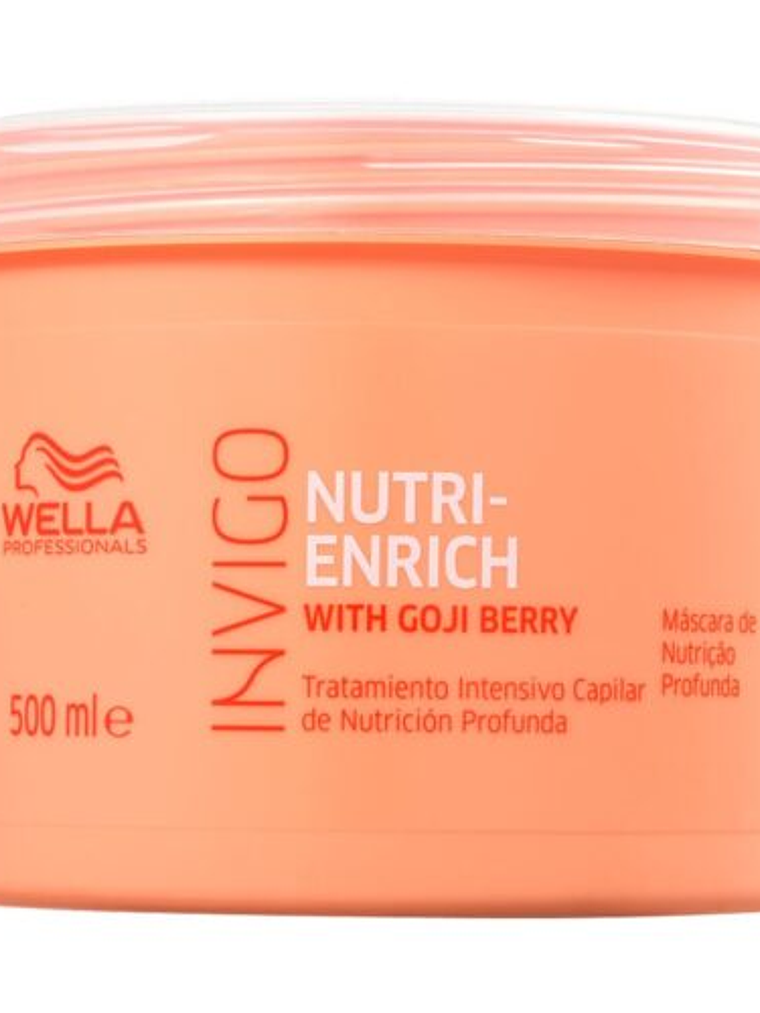 WELLA
PROFESSIONALS
500 ml e
INVIGO
NUTRI-
ENRICH
WITH GOJI BERRY
Tratamiento Intensivo Capilar
de Nutrición Profunda
Máscara de
Nutrição
Profunda